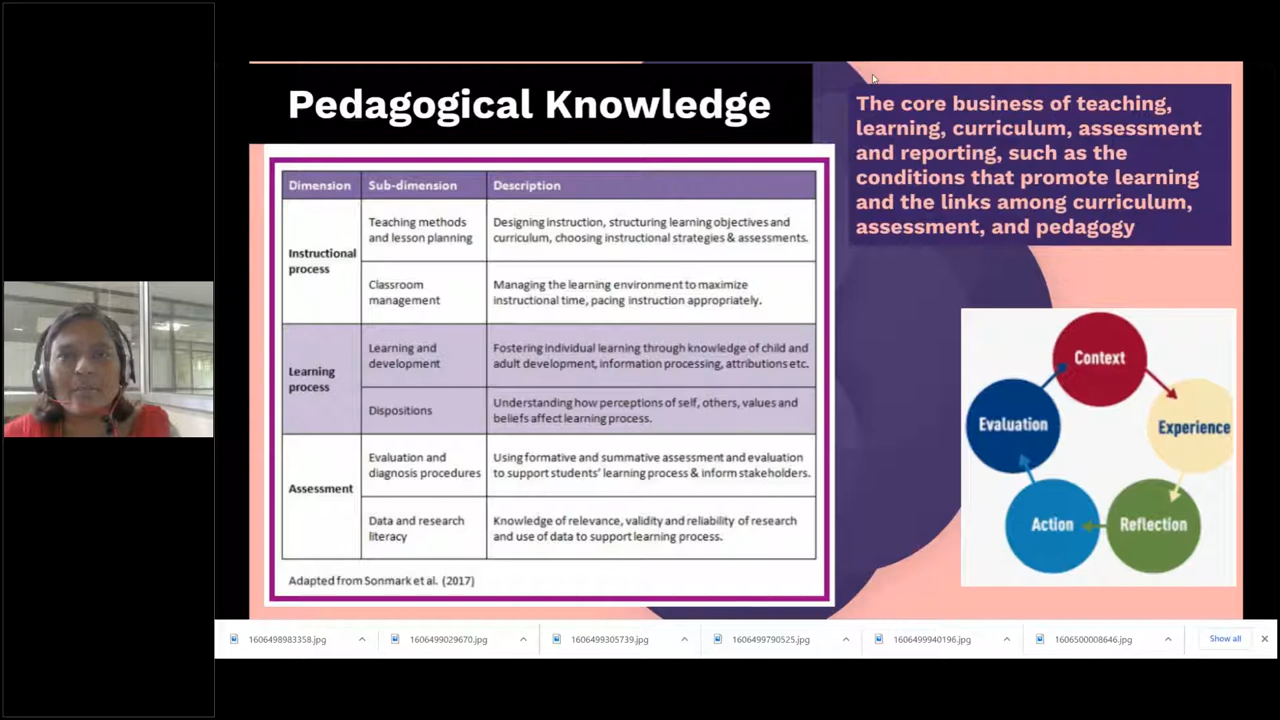 Pedagogical Knowledge
The core business of teaching,
learning, curriculum, assessment
and reporting, such as the
conditions that promote learning
and the links among curriculum,
assessment, and pedagogy
Dimension Sub-dimension Description
Instructional
process
Teaching methods
and lesson planning
Designing instruction, structuring learning objectives and
curriculum, choosing instructional strategies & assessments.
Classroom
management
Managing the learning environment to maximize
instructional time, pacing instruction appropriately.
Learning
process
Learning and
development
Fostering individual learning through knowledge of child and
adult development, information processing, attributions etc.
Dispositions
Understanding how perceptions of self, others, values and
beliefs affect learning process.
Assessment
Evaluation and
diagnosis procedures
Using formative and summative assessment and evaluation
to support students' learning process & inform stakeholders.
Data and research
literacy
Knowledge of relevance, validity and reliability of research
and use of data to support learning process.
Adapted from Sonmark et al. (2017)
Context
Experience
Reflection
Action
Evaluation
1606498983358.jpg 1606499029670.jpg 1606499305739.jpg 1606499790525.jpg 1606499940196.jpg 1606500008646.jpg Show all